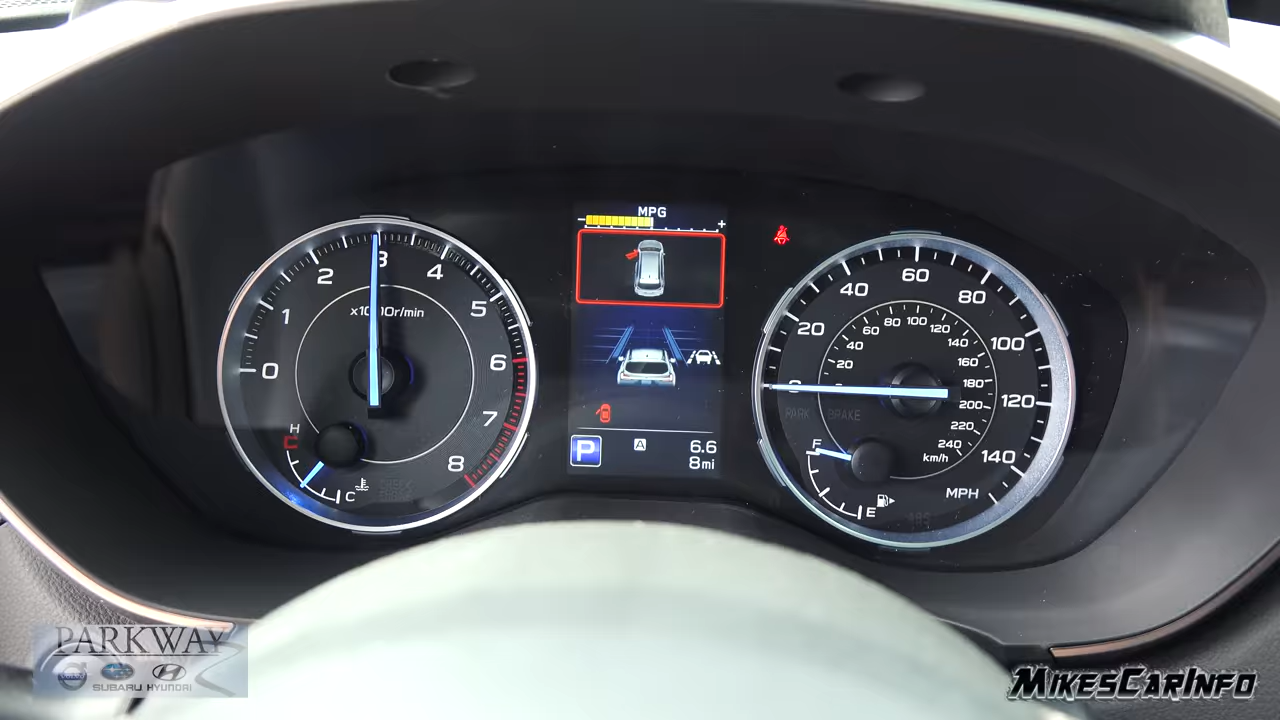 MPG
- +
0 1 2 3 4 5 6 7 8
x1000r/min
H
C
P A 6.6
8mi
0 20 40 60 80 100 120 140
20 40 60 80 100 120 140 160 180 200 220 240
km/h
MPH
PARK BRAKE
F
E
ABS
PARKWAY
VOLVO SUBARU HYUNDAI
MIKESCARINFO